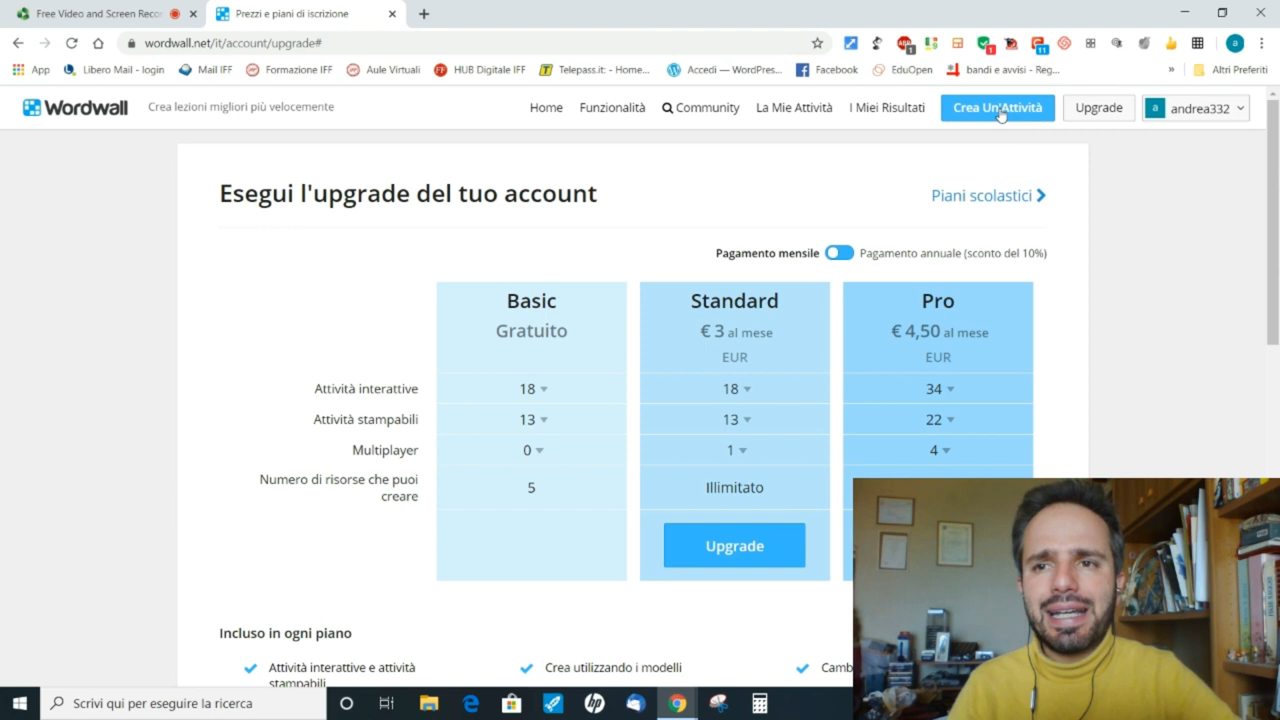 Free Video and Screen Recor
Prezzi e piani di iscrizione
wordwall.net/it/account/upgrade#
App
Libero Mail - login
Mail IFF
Formazione IFF
Aule Virtuali
HUB Digitale IFF
Telepass.it: - Home...
Accedi — WordPres...
Facebook
EduOpen
bandi e avvisi - Reg...
»
Altri Preferiti
Wordwall
Crea lezioni migliori più velocemente
Home
Funzionalità
Community
La Mie Attività
I Miei Risultati
Crea Un'Attività
Upgrade
a
andrea332
Esegui l'upgrade del tuo account
Piani scolastici
Pagamento mensile
Pagamento annuale (sconto del 10%)
Basic
Standard
Pro
Gratuito
€ 3 al mese
€ 4,50 al mese
EUR
EUR
Attività interattive
18
18
34
Attività stampabili
13
13
22
Multiplayer
0
1
4
Numero di risorse che puoi
creare
5
Illimitato
Upgrade
Incluso in ogni piano
Attività interattive e attività
stampabili
Crea utilizzando i modelli
Camb
Scrivi qui per eseguire la ricerca